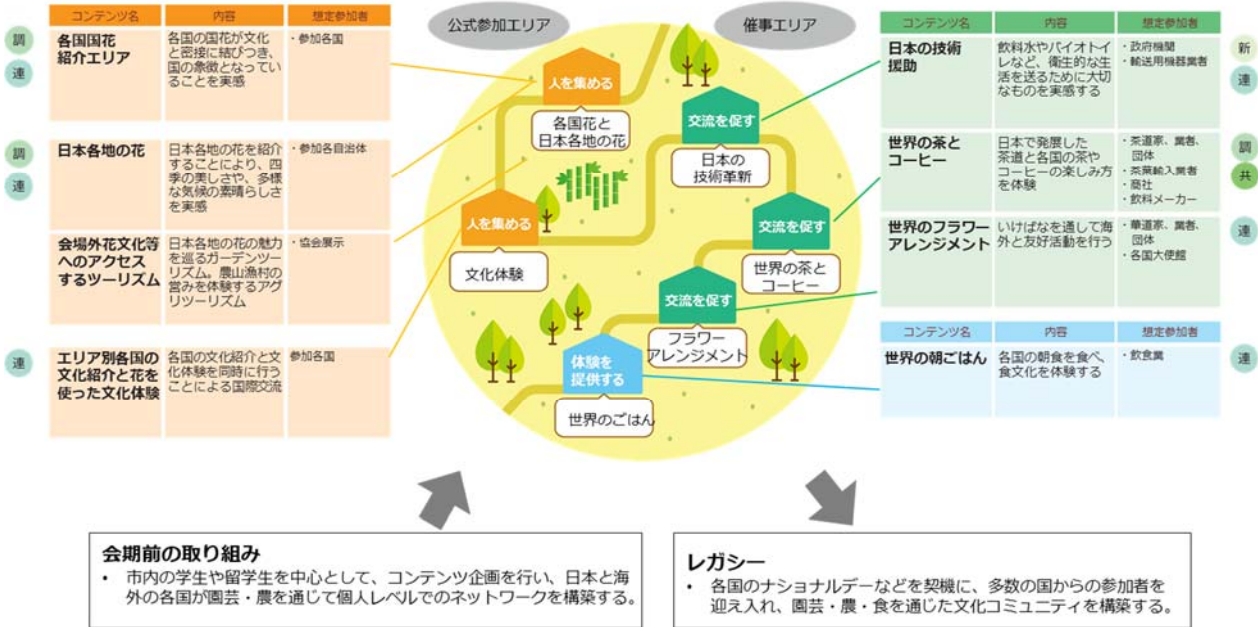 公式参加エリア
催事エリア
コンテンツ名
内容
想定参加者
調
連
各国国花
紹介エリア
各国の国花が文化
と密接に結びつき、
国の象徴となってい
ることを実感
・参加各国
調
連
日本各地の花
日本各地の花を紹介
することにより、四
季の美しさや、多様
な気候の素晴らしさ
を実感
・参加各自治体
会場外花文化等
へのアクセス
するツーリズム
日本各地の花の魅力
を巡るガーデンツー
リズム。農山漁村の
営みを体験するアグ
リツーリズム
・協会展示
連
エリア別各国の
文化紹介と花を
使った文化体験
各国の文化紹介と文
化体験を同時に行う
ことによる国際交流
参加各国
人を集める
各国花と
日本各地の花
交流を促す
日本の
技術革新
人を集める
文化体験
交流を促す
世界の茶と
コーヒー
交流を促す
フラワー
アレンジメント
体験を
提供する
世界のごはん
コンテンツ名
内容
想定参加者
日本の技術
援助
飲料水やバイオトイ
レなど、衛生的な生
活を送るために大切
なものを実感する
・政府機関
・輸送用機器業者
新
連
世界の茶と
コーヒー
日本で発展した
茶道と各国の茶や
コーヒーの楽しみ方
を体験
・茶道家、業者、
団体
・茶葉輸入業者
・商社
・飲料メーカー
調
共
世界のフラワー
アレンジメント
いけばなを通して海
外と友好活動を行う
・華道家、業者、
団体
・各国大使館
連
コンテンツ名
内容
想定参加者
世界の朝ごはん
各国の朝食を食べ、
食文化を体験する
・飲食業
連
会期前の取り組み
• 市内の学生や留学生を中心として、コンテンツ企画を行い、日本と海
外の各国が園芸・農を通じて個人レベルでのネットワークを構築する。
レガシー
• 各国のナショナルデーなどを契機に、多数の国からの参加者を
迎え入れ、園芸・農・食を通じた文化コミュニティを構築する。